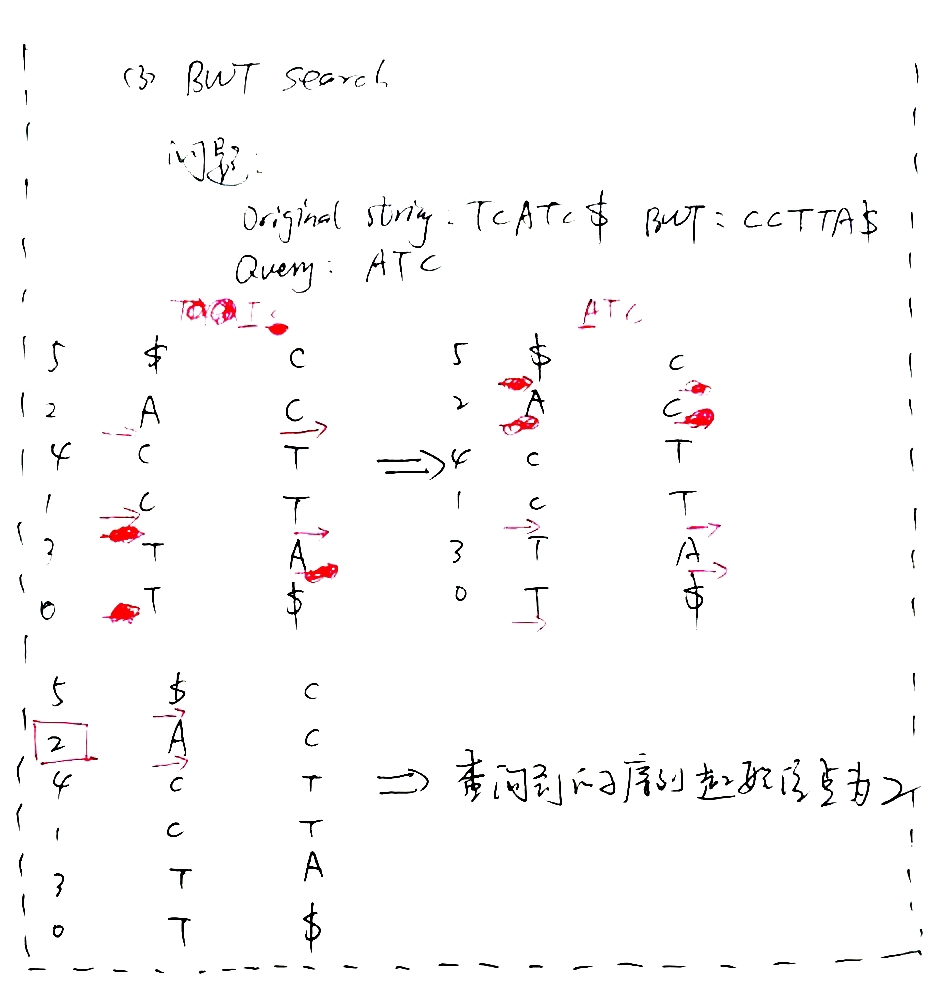 (3) BWT search
问题:
Original string: TCATC$ BWT: CCTTA$
Query: ATC
ATC
5 $ C 5 $ C
2 A C 2 A C
4 C T ⇒ 4 C T
1 C T 1 C T
3 T A 3 T A
0 T $ 0 T $
5 $ C
2 A C
4 C T ⇒ 查询到的序列起始位点为2
1 C T
3 T A
0 T $